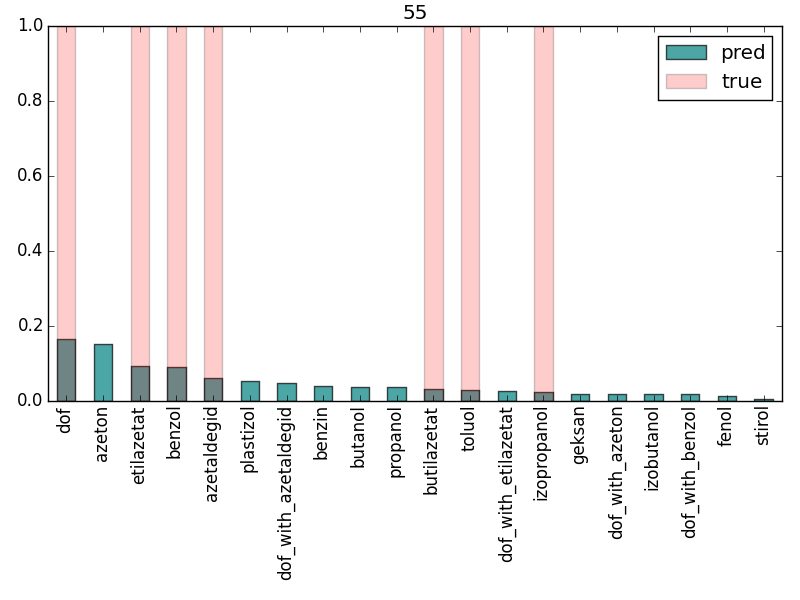 55
1.0
0.8
0.6
0.4
0.2
0.0
pred
true
dof
azeton
etilazetat
benzol
azetaldegid
plastizol
dof_with_azetaldegid
benzin
butanol
propanol
butilazetat
toluol
dof_with_etilazetat
izopropanol
geksan
dof_with_azeton
izobutanol
dof_with_benzol
fenol
stirol